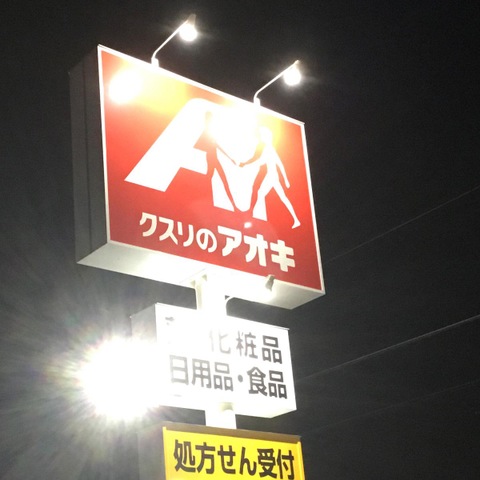 クスリのアオキ
化粧品
日用品・食品
処方せん受付